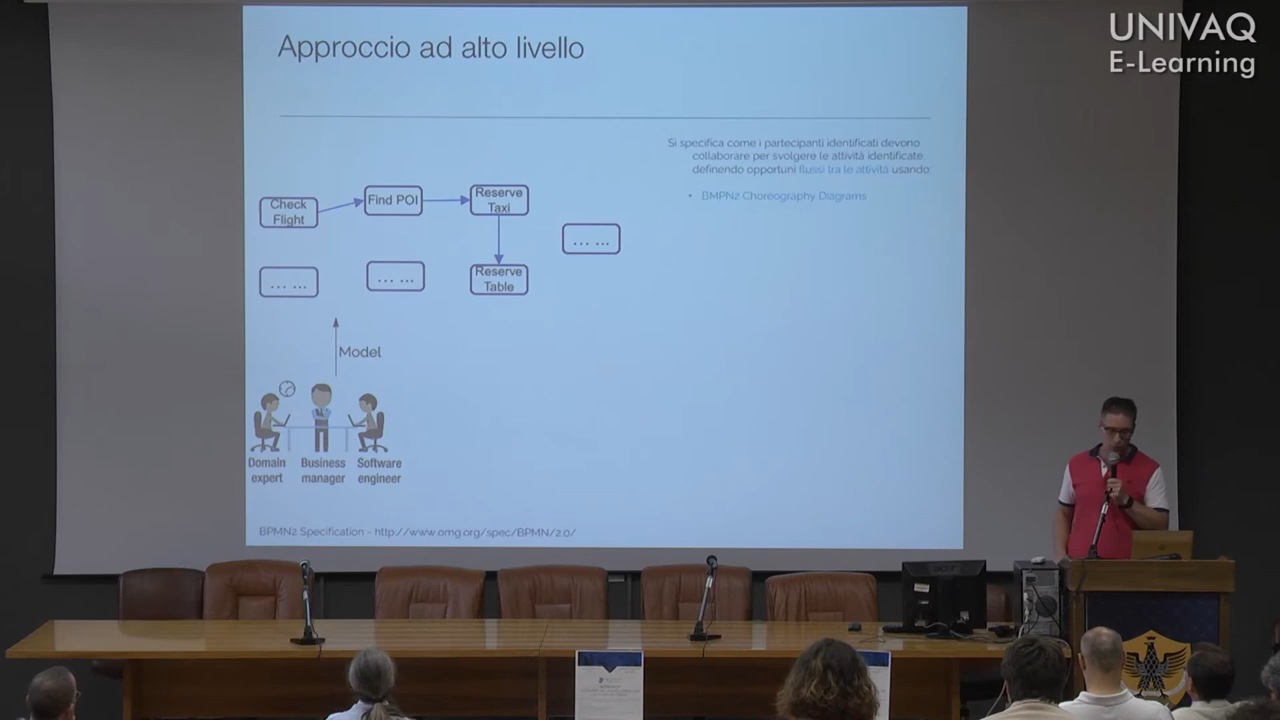 UNIVAQ
E-Learning
Approccio ad alto livello
Si specifica come i partecipanti identificati devono
collaborare per svolgere le attività identificate,
definendo opportuni flussi tra le attività usando:
• BMPN2 Choreography Diagrams
Check
Flight
Find POI
Reserve
Taxi
... ...
... ...
... ...
Reserve
Table
Model
Domain
expert
Business
manager
Software
engineer
BPMN2 Specification - http://www.omg.org/spec/BPMN/2.0/
acer